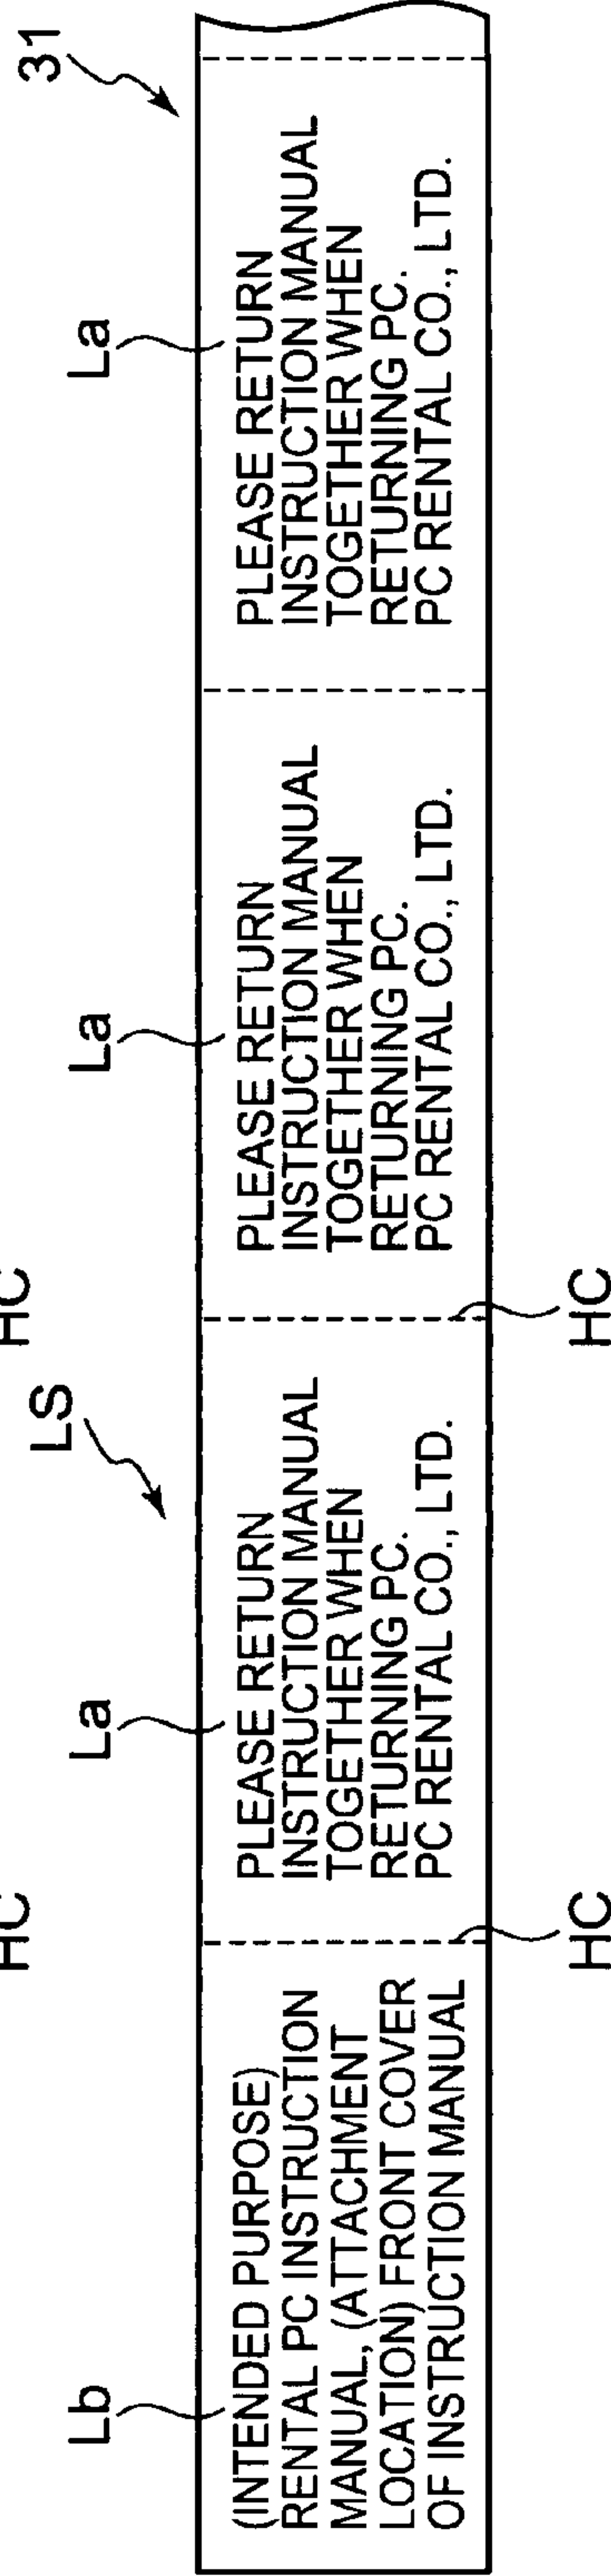 HC
HC
LS
31
Lb
La
La
La
(INTENDED PURPOSE)
RENTAL PC INSTRUCTION
MANUAL, (ATTACHMENT
LOCATION) FRONT COVER
OF INSTRUCTION MANUAL
PLEASE RETURN
INSTRUCTION MANUAL
TOGETHER WHEN
RETURNING PC.
PC RENTAL CO., LTD.
PLEASE RETURN
INSTRUCTION MANUAL
TOGETHER WHEN
RETURNING PC.
PC RENTAL CO., LTD.
PLEASE RETURN
INSTRUCTION MANUAL
TOGETHER WHEN
RETURNING PC.
PC RENTAL CO., LTD.
HC
HC